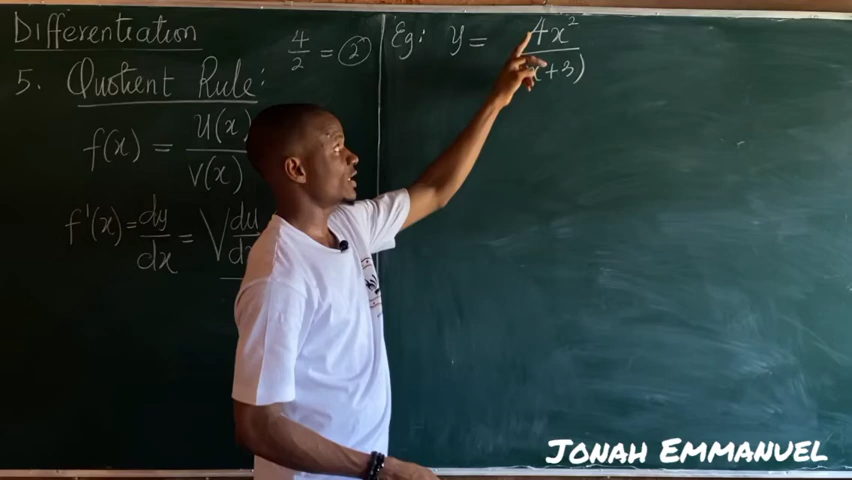 Differentiation
5. Quotient Rule:
f(x) = u(x)
v(x)
f'(x) = dy/dx = V du
4/2 = 2
Eg: y = 4x²
x+3)
JONAH EMMANUEL